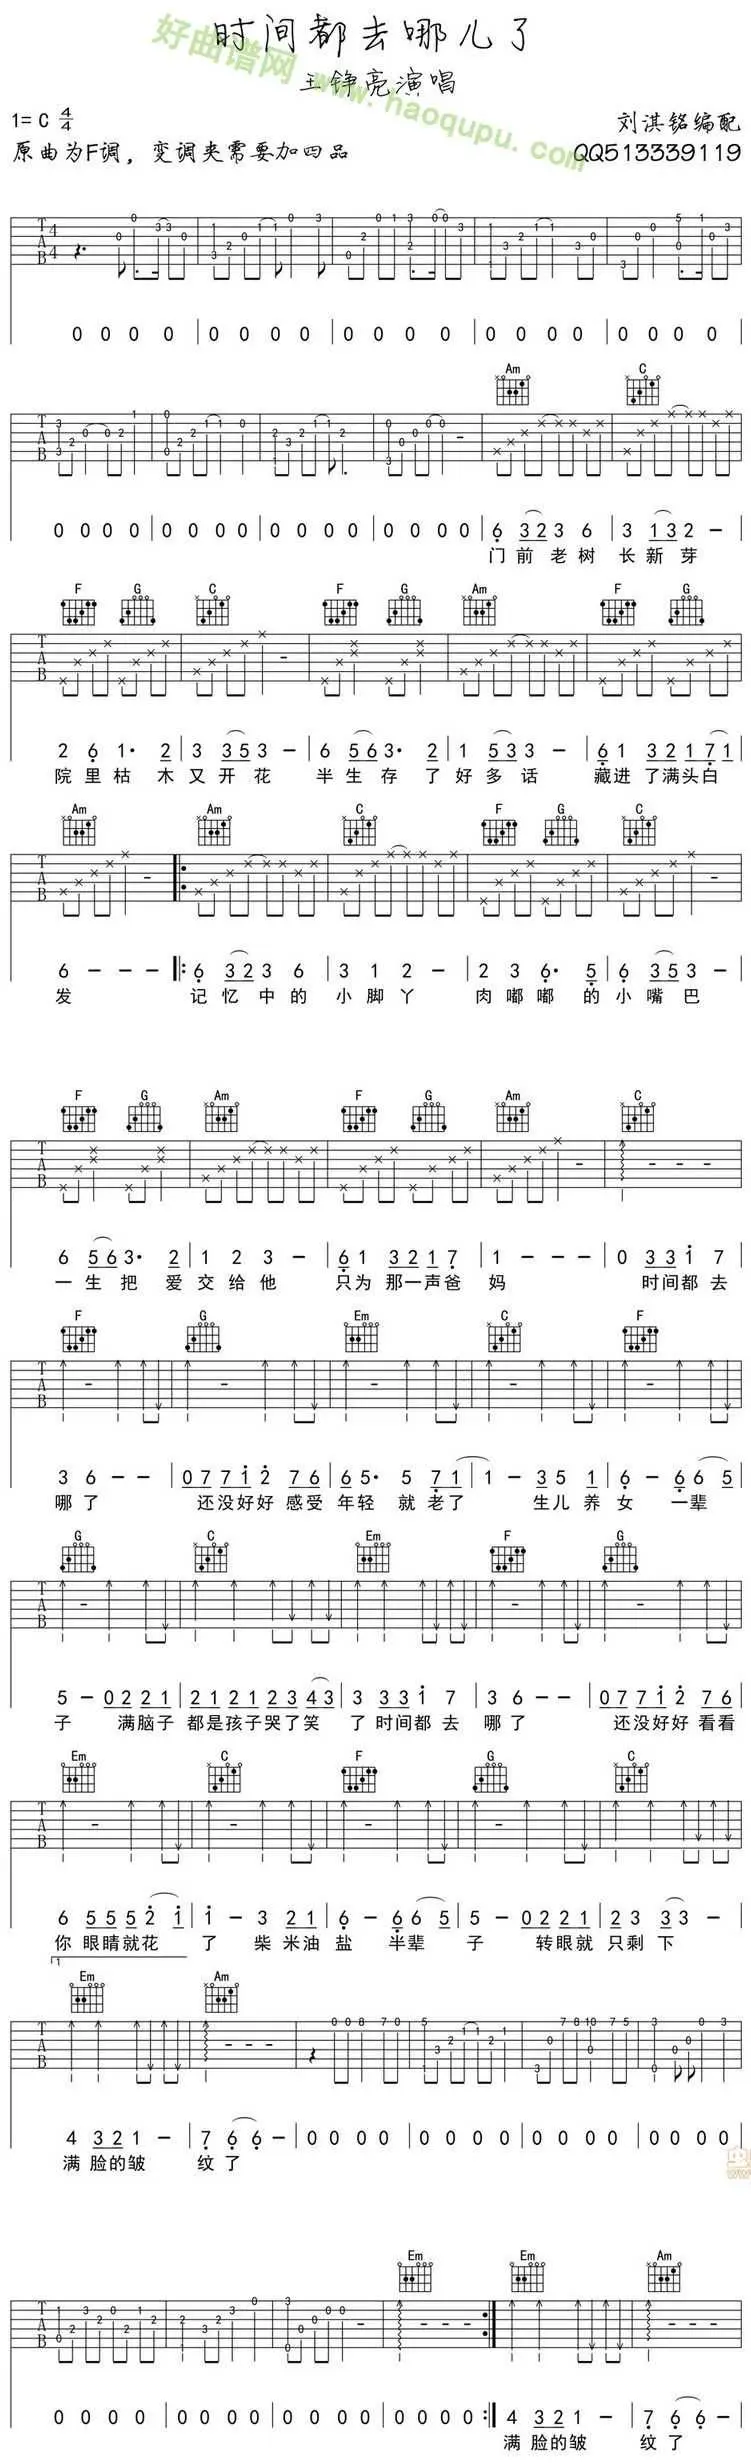 时间都去哪儿了
好曲谱网
王铮亮演唱
www.haoqupu.com
1=C 4/4
刘淇铭编配
原曲为F调，变调夹需要加四品
QQ513339119
0 0 0 0 | 0 0 0 0 | 0 0 0 0 | 0 0 0 0 | 0 0 0 0
Am C
0 0 0 0 | 0 0 0 0 | 0 0 0 0 | 0 0 0 0 | 6 3 2 3 6 | 3 1 3 2 -
门前老树 长新芽
F G C F G Am F G
2 6 1· 2 | 3 3 5 3 - | 6 5 6 3· 2 | 1 5 3 3 - | 6 1 3 2 1 7 1
院里枯木又开花 半生存了好多话 藏进了满头白
Am Am C F G C
6 - - - | 6 3 2 3 6 | 3 1 2 - | 2 3 6· 5 | 6 3 5 3 -
发 记忆中的小脚丫 肉嘟嘟的小嘴巴
F G Am F G Am C
6 5 6 3· 2 | 1 2 3 - | 6 1 3 2 1 7 | 1 - - - | 0 3 3 1 7
一生把爱交给他 只为那一声爸妈 时间都去
F G Em C F
3 6 - - | 0 7 7 1 2 7 6 | 6 5· 5 7 1 | 1 - 3 5 1 | 6 - 6 6 5
哪了 还没好好感受年轻就老了 生儿养女一辈
G C Em F G
5 - 0 2 2 1 | 2 1 2 1 2 3 4 3 | 3 3 3 1 7 | 3 6 - - | 0 7 7 1 2 7 6
子 满脑子都是孩子哭了笑了 时间都去哪了 还没好好看看
Em C F G C
6 5 5 5 2 1 | 1 - 3 2 1 | 6 - 6 6 5 | 5 - 0 2 2 1 | 2 3 3 3 -
你眼睛就花了 柴米油盐半辈子 转眼就只剩下
1.
Em Am
4 3 2 1 - | 7 6 6 - | 0 0 0 0 | 0 0 0 0 | 0 0 0 0 | 0 0 0 0
满脸的皱纹了
Em Em Am
0 0 0 0 | 0 0 0 0 | 0 0 0 0 | 0 0 0 0 :| 4 3 2 1 - | 7 6 6 -
满脸的皱纹了